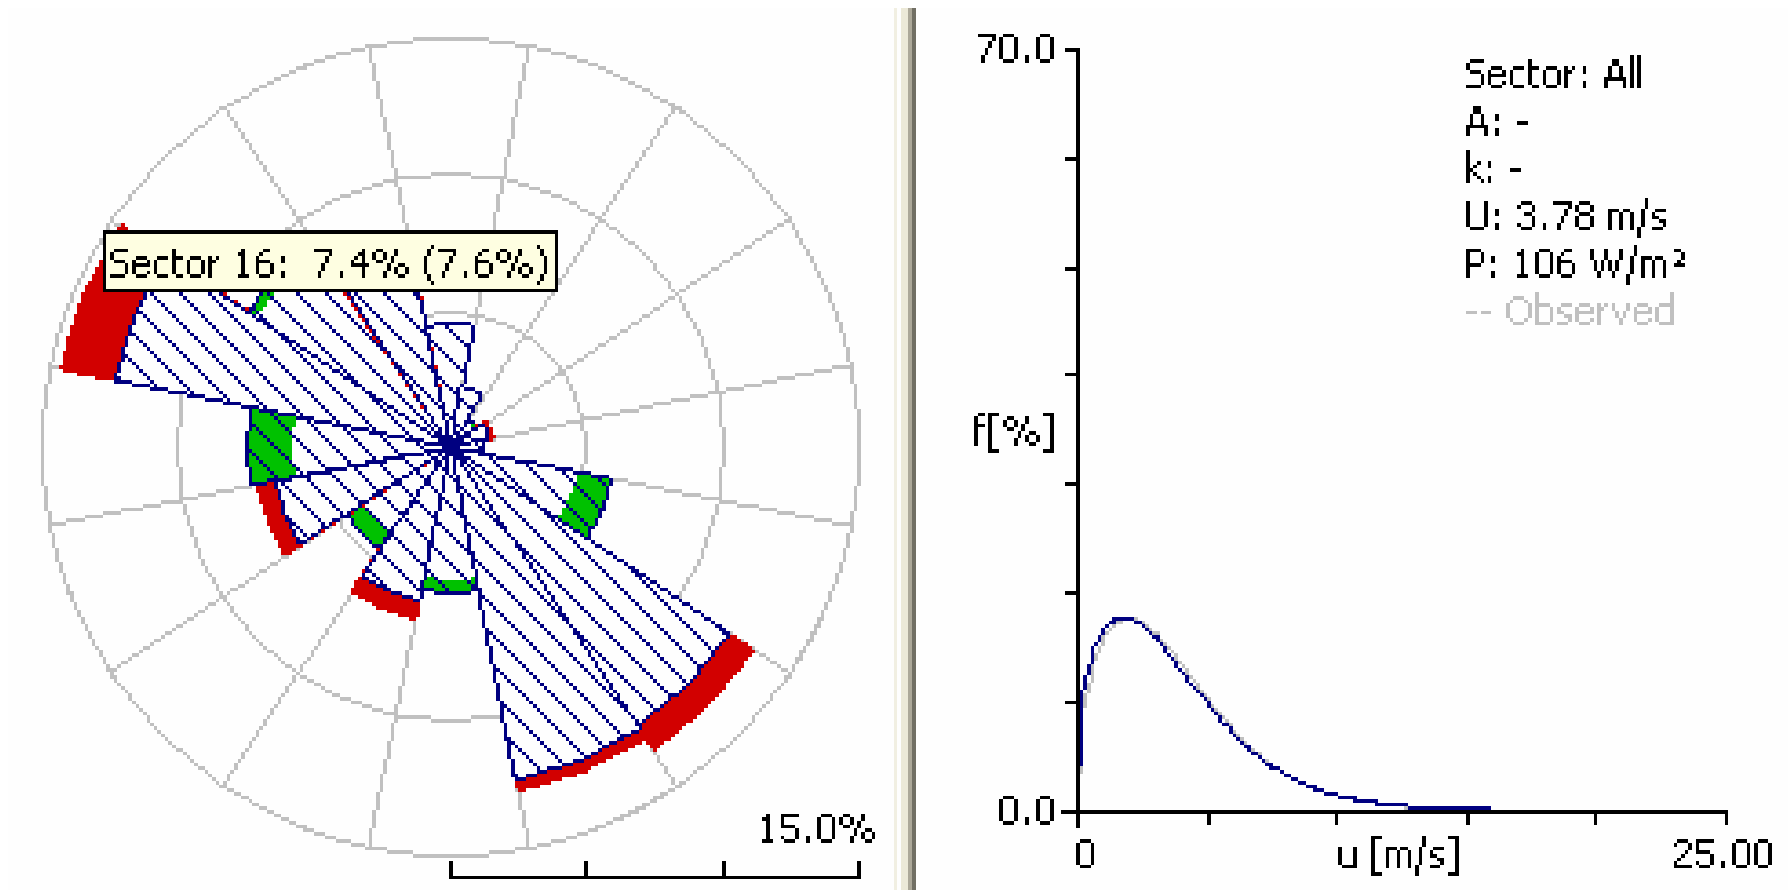 Sector 16: 7.4% (7.6%)
15.0%
70.0
Sector: All
A: -
k: -
U: 3.78 m/s
P: 106 W/m²
-- Observed
f[%]
0.0
0
u [m/s]
25.00